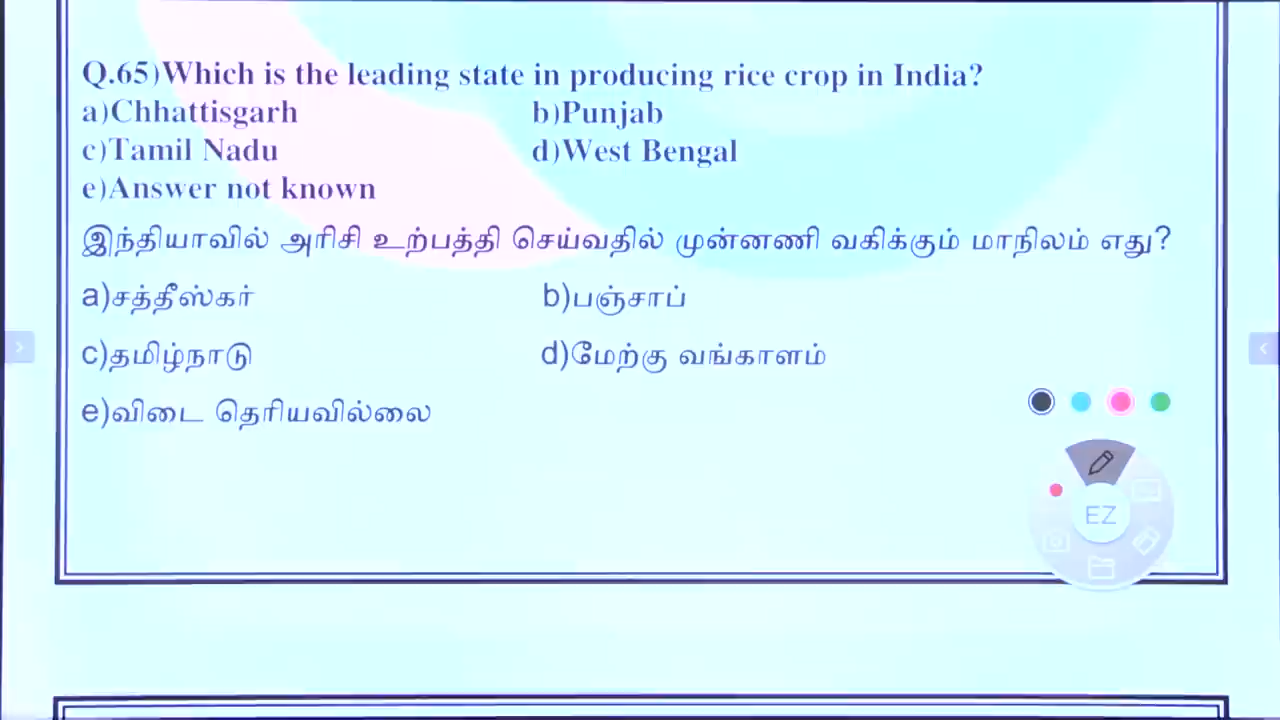 Q.65)Which is the leading state in producing rice crop in India?
a)Chhattisgarh b)Punjab
c)Tamil Nadu d)West Bengal
e)Answer not known
இந்தியாவில் அரிசி உற்பத்தி செய்வதில் முன்னணி வகிக்கும் மாநிலம் எது?
a)சத்தீஸ்கர் b)பஞ்சாப்
c)தமிழ்நாடு d)மேற்கு வங்காளம்
e)விடை தெரியவில்லை
EZ